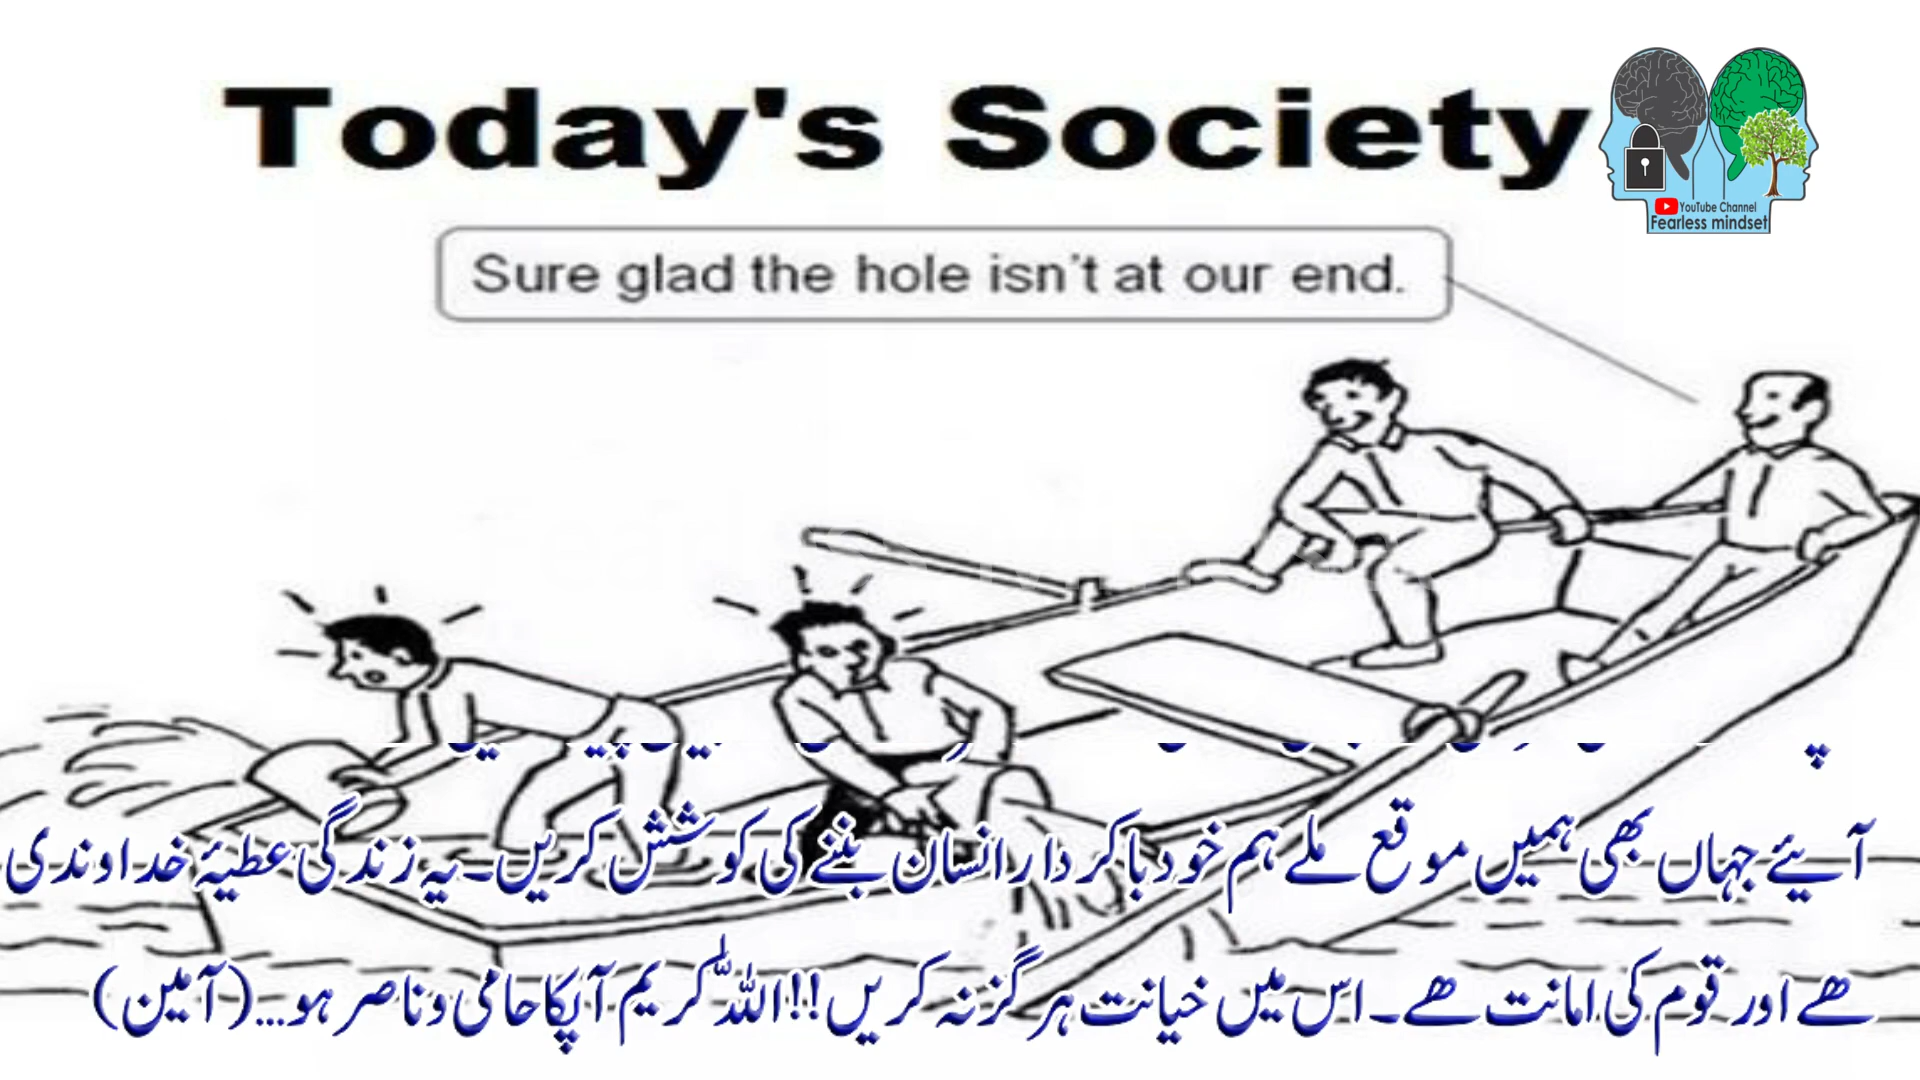 Today's Society
YouTube Channel
Fearless mindset
Sure glad the hole isn't at our end.
آیئے جہاں بھی ہمیں موقع ملے ہم خود باکردار انسان بننے کی کوشش کریں۔ یہ زندگی عطیۂ خداوندی
ھے اور قوم کی امانت ھے۔ اس میں خیانت ہرگز نہ کریں!! اللہ کریم آپکا حامی و ناصر ہو...(آمین)